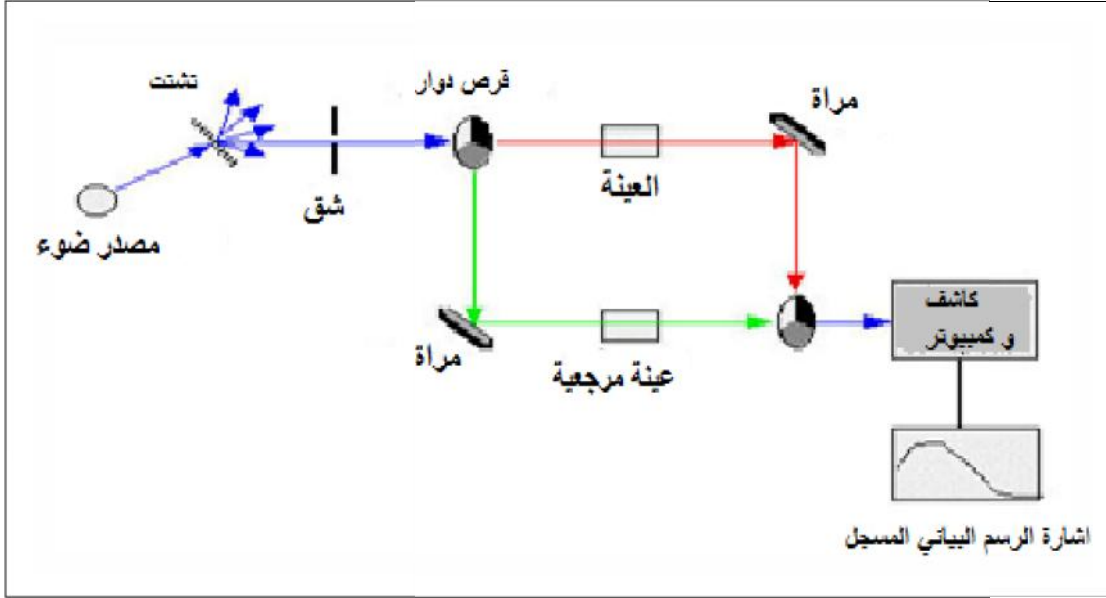 تشتت
قرص دوار
مراة
شق
العينة
مصدر ضوء
مراة
عينة مرجعية
كاشف
و كمبيوتر
اشارة الرسم البياني المسجل